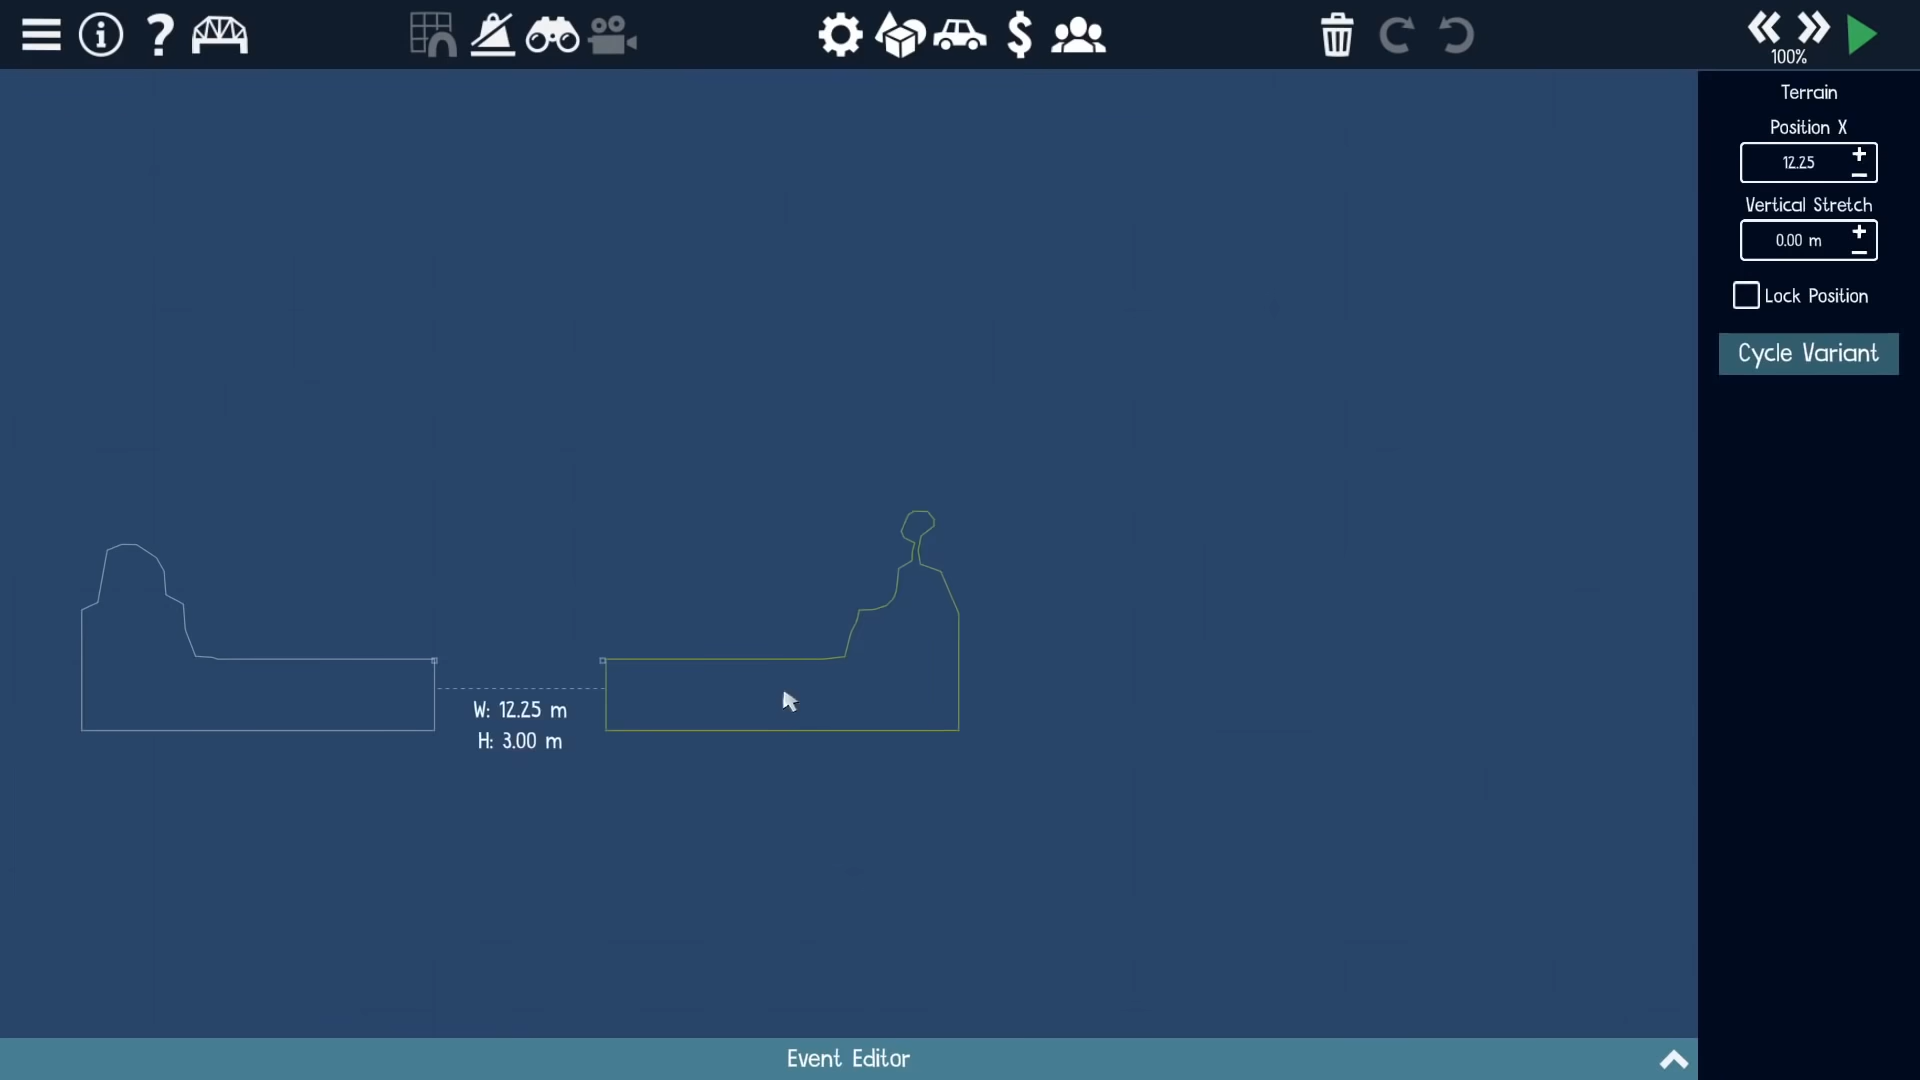 100%
Terrain
Position X
12.25
Vertical Stretch
0.00 m
Lock Position
Cycle Variant
W: 12.25 m
H: 3.00 m
Event Editor